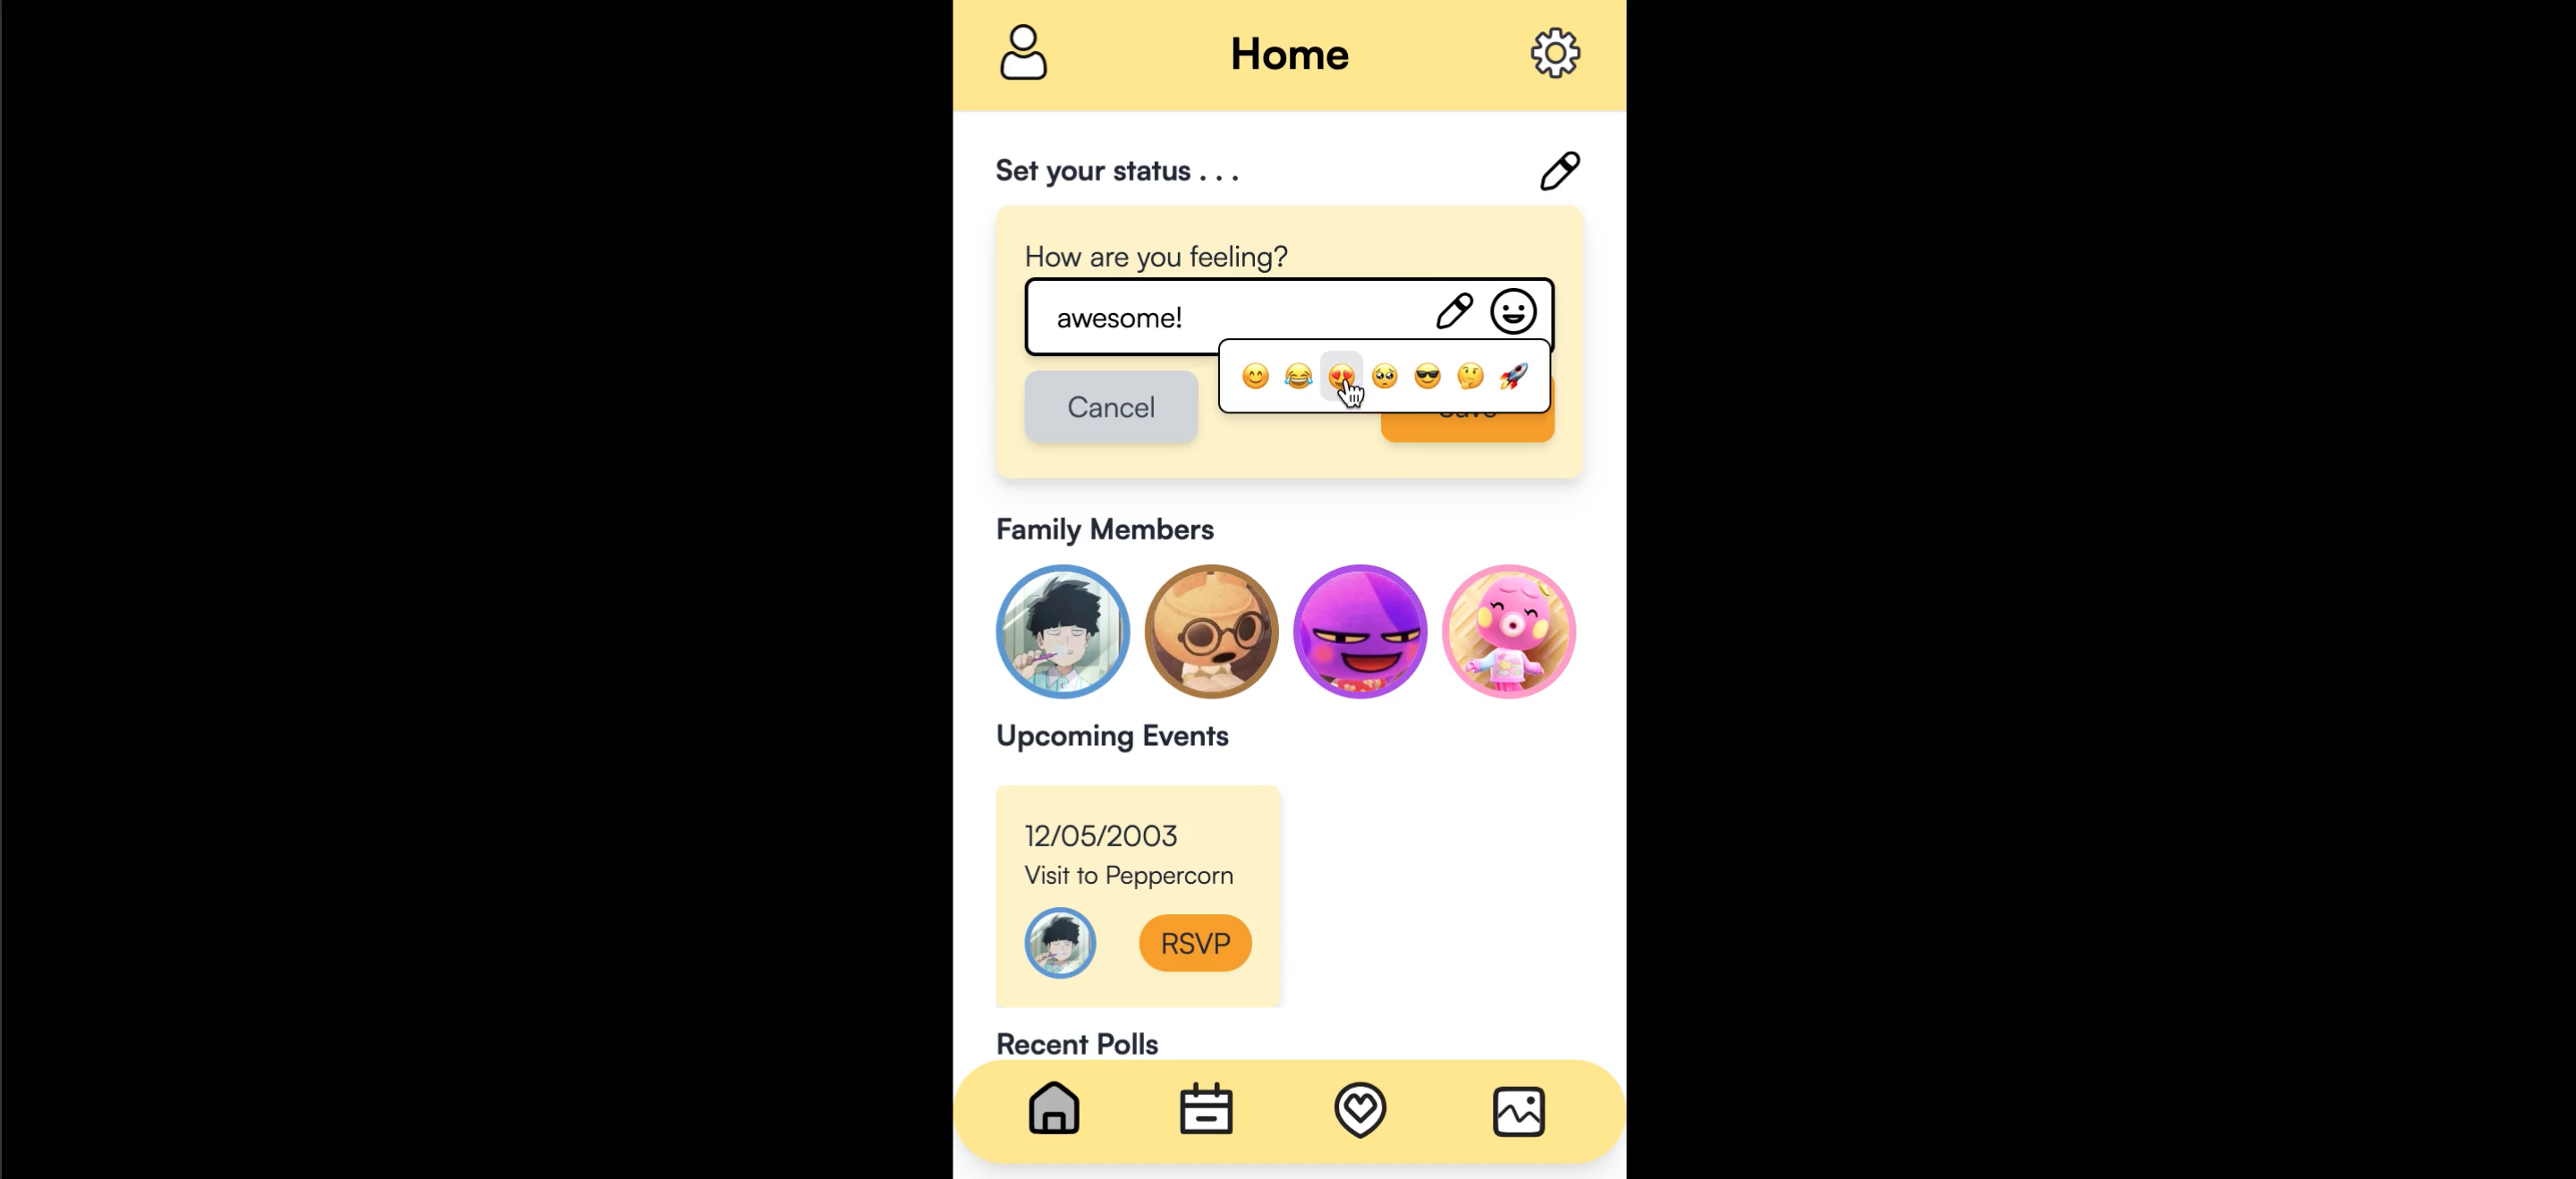 Home
Set your status . . .
How are you feeling?
awesome!
Cancel
Save
Family Members
Upcoming Events
12/05/2003
Visit to Peppercorn
RSVP
Recent Polls